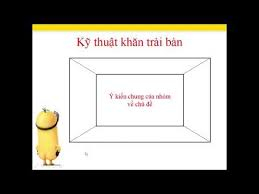 Kỹ thuật khăn trải bàn
Ý kiến chung của nhóm
về chủ đề